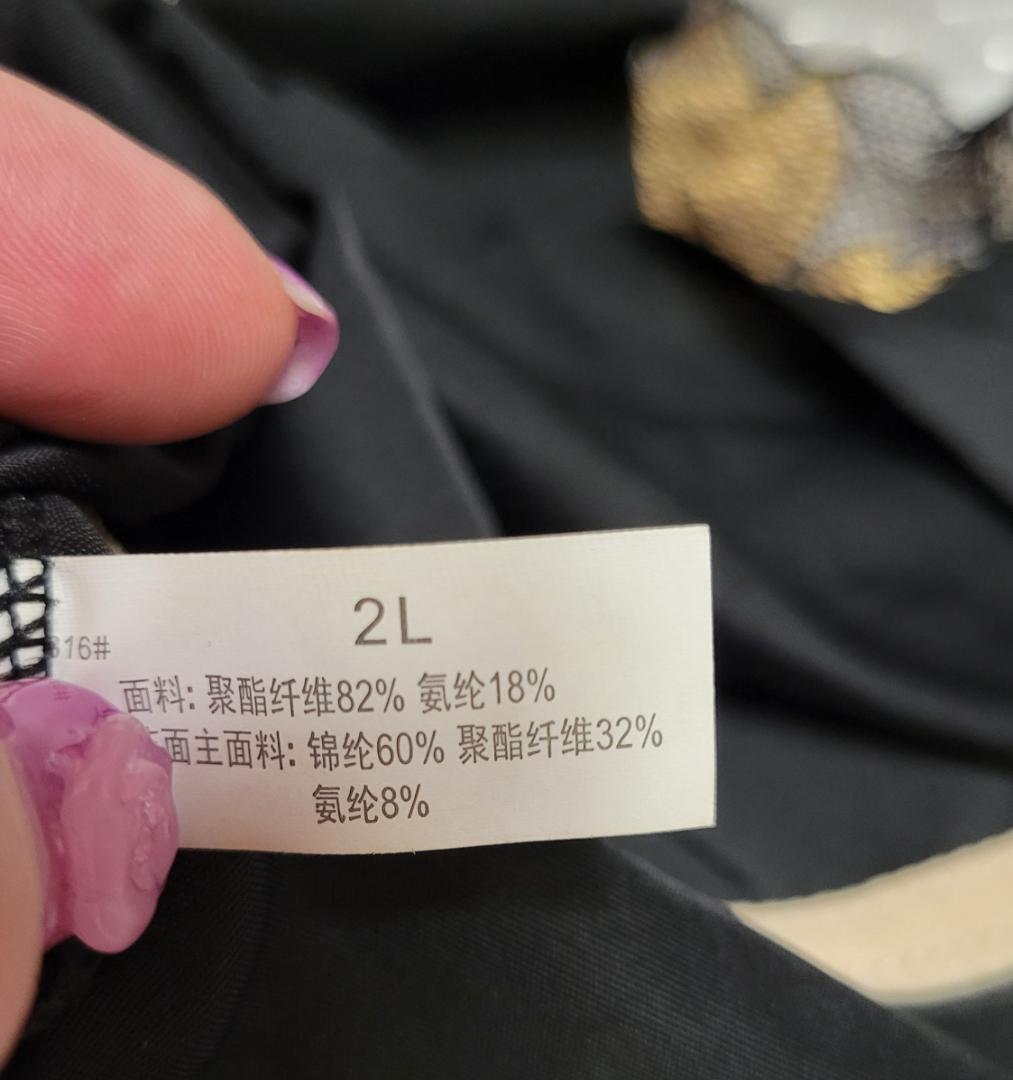 2L
316#
面料: 聚酯纤维82% 氨纶18%
面主面料: 锦纶60% 聚酯纤维32%
氨纶8%